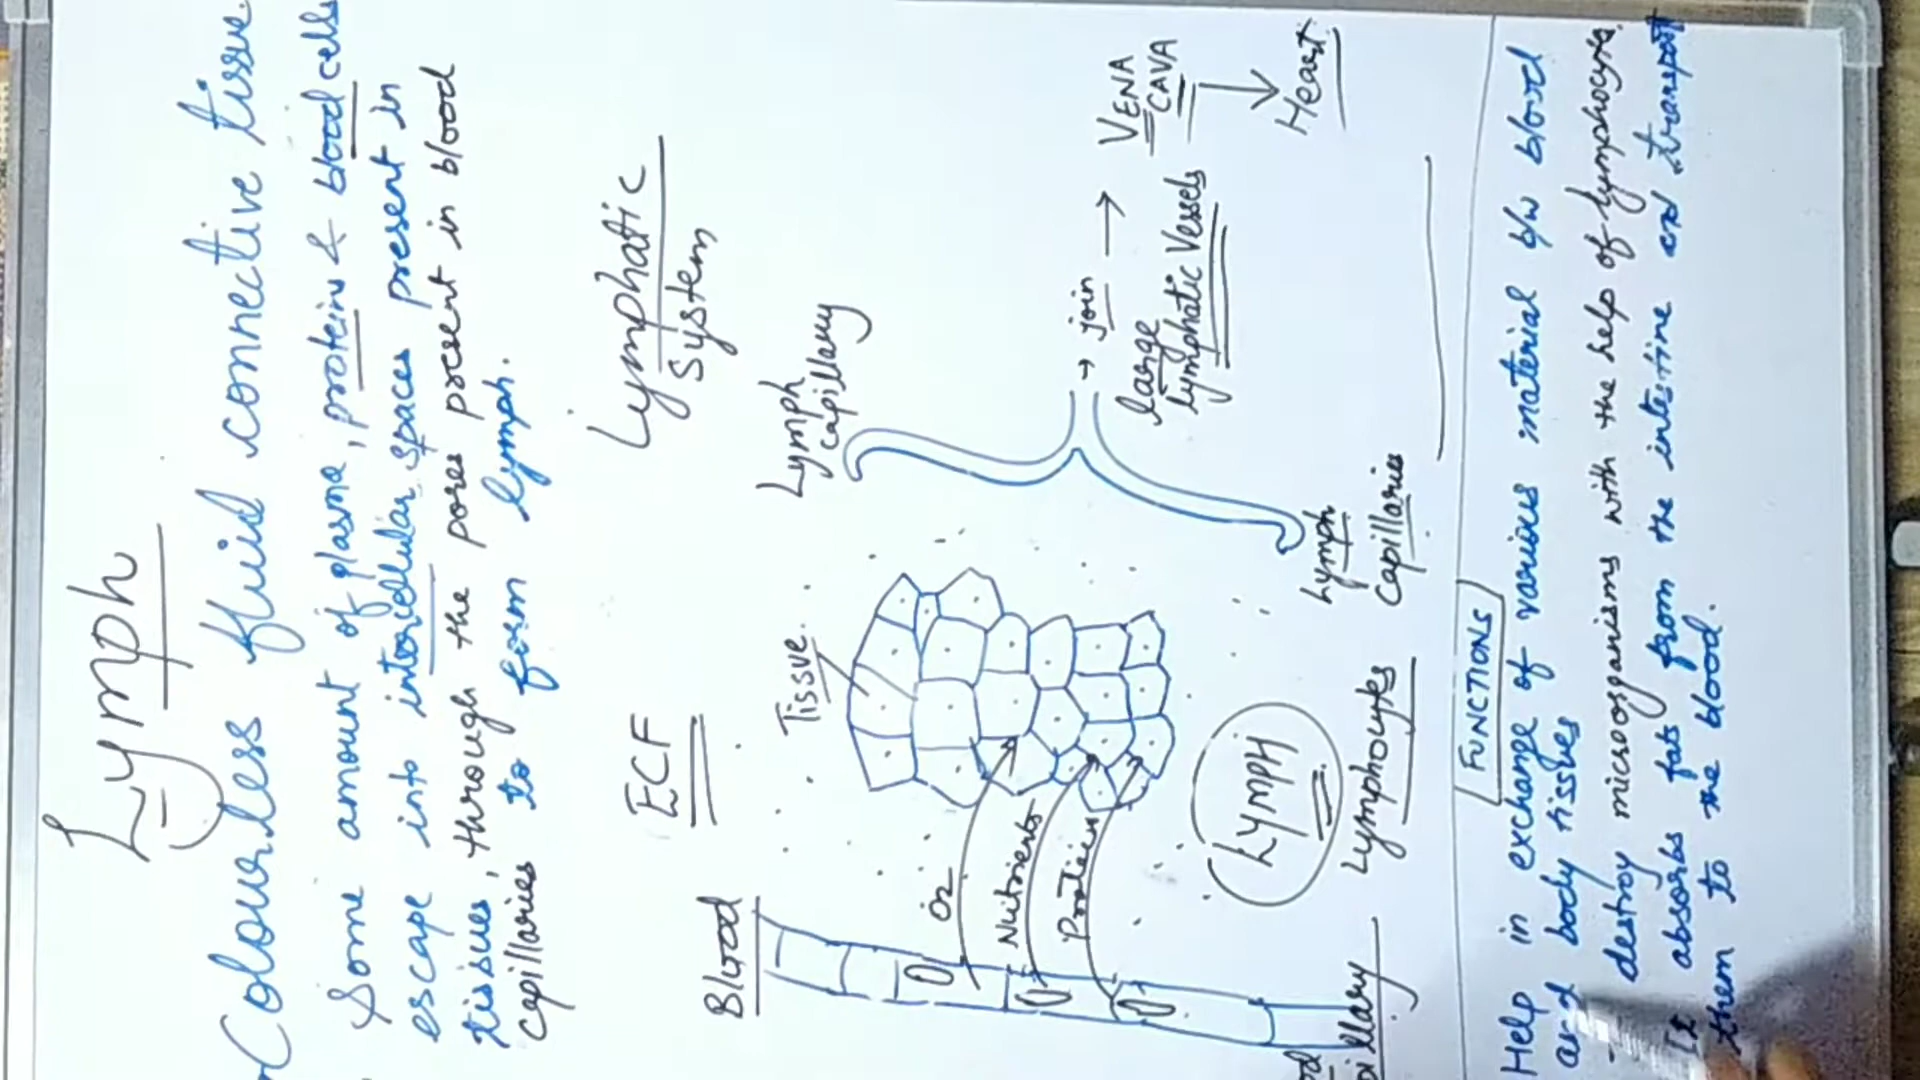 Lymph
Colourless fluid connective tissue.
Some amount of plasma, proteins & blood cells
escape into intercellular spaces present in
tissues, through the pores present in blood
capillaries to form lymph.
ECF
Lymphatic
System
Blood
Tissue
Lymph
capillary
O2
Nutrients
Proteins
→ join →
large
lymphatic Vessels
VENA
CAVA
Heart
LYMPH
Lymph
Capillaries
Lymphocytes
FUNCTIONS
Help in exchange of various material b/w blood
and body tissues
- destroy microorganisms with the help of lymphocytes.
It absorbs fats from the intestine and transport
them to the blood.